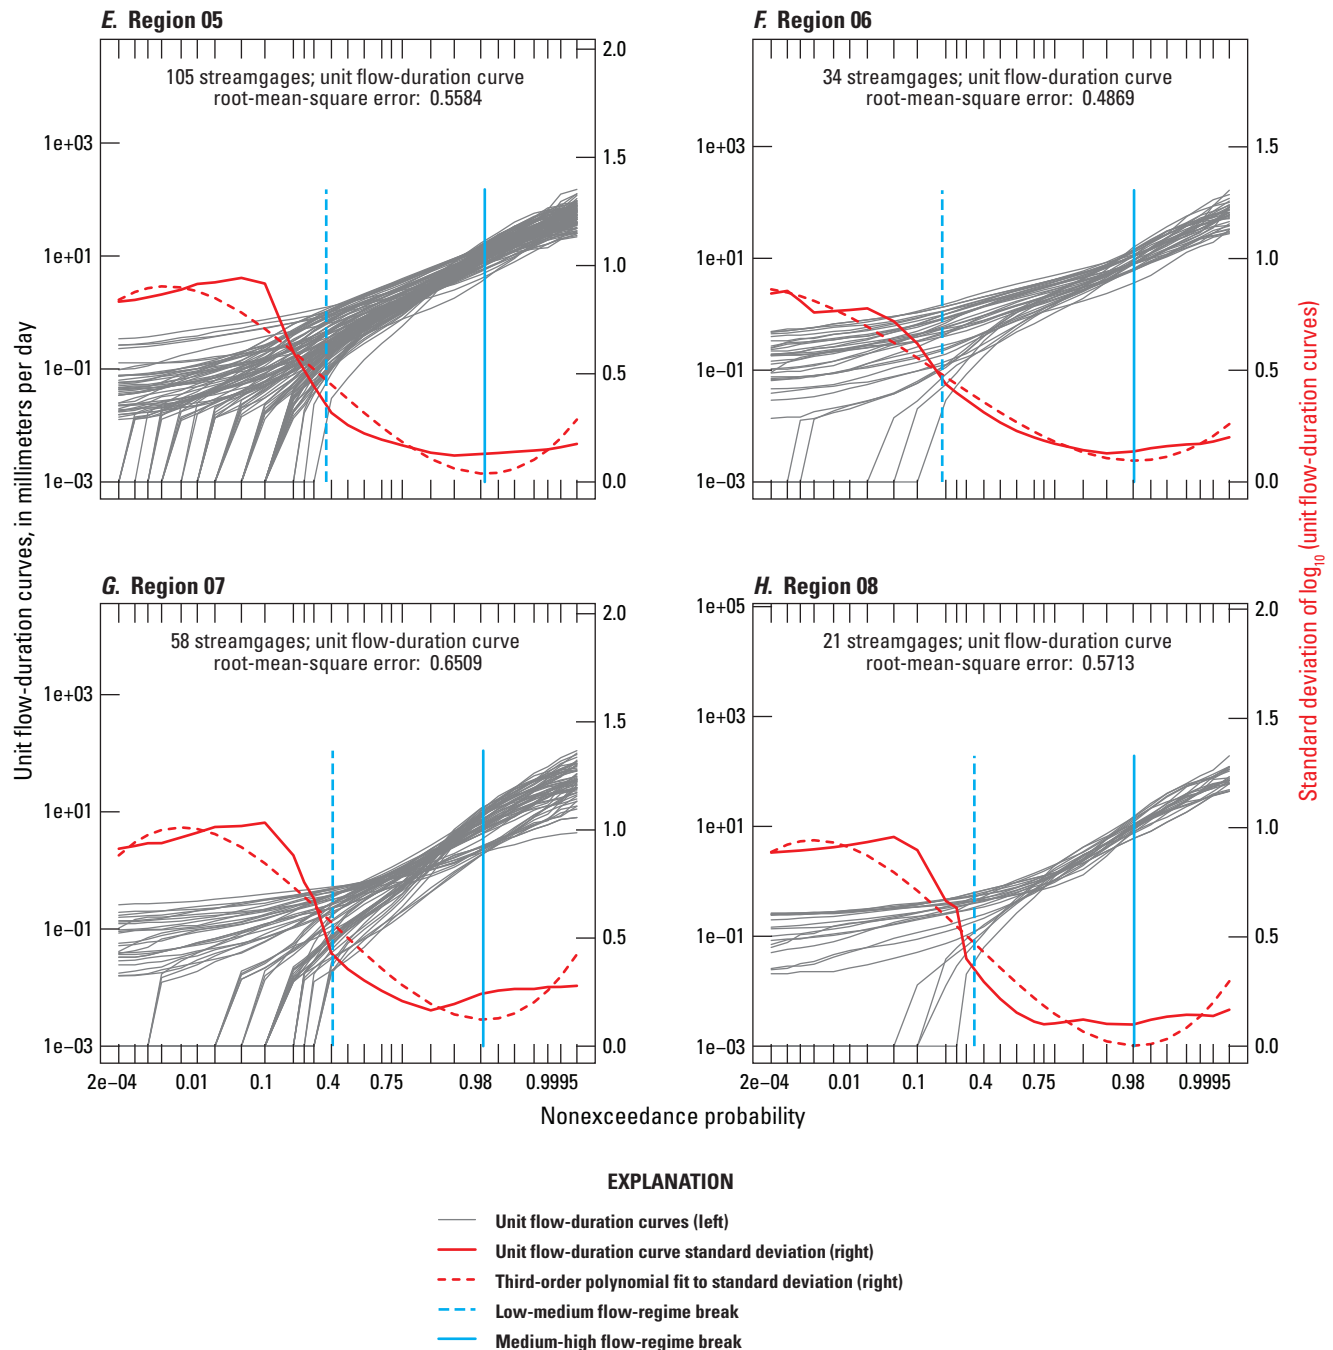 E. Region 05
105 streamgages; unit flow-duration curve
root-mean-square error: 0.5584
1e+03
1e+01
1e−01
1e−03
2.0
1.5
1.0
0.5
0.0
F. Region 06
34 streamgages; unit flow-duration curve
root-mean-square error: 0.4869
1e+03
1e+01
1e−01
1e−03
1.5
1.0
0.5
0.0
Unit flow-duration curves, in millimeters per day
Standard deviation of log10 (unit flow-duration curves)
G. Region 07
58 streamgages; unit flow-duration curve
root-mean-square error: 0.6509
1e+03
1e+01
1e−01
1e−03
2.0
1.5
1.0
0.5
0.0
2e−04 0.01 0.1 0.4 0.75 0.98 0.9995
H. Region 08
21 streamgages; unit flow-duration curve
root-mean-square error: 0.5713
1e+05
1e+03
1e+01
1e−01
1e−03
2.0
1.5
1.0
0.5
0.0
2e−04 0.01 0.1 0.4 0.75 0.98 0.9995
Nonexceedance probability
EXPLANATION
Unit flow-duration curves (left)
Unit flow-duration curve standard deviation (right)
Third-order polynomial fit to standard deviation (right)
Low-medium flow-regime break
Medium-high flow-regime break